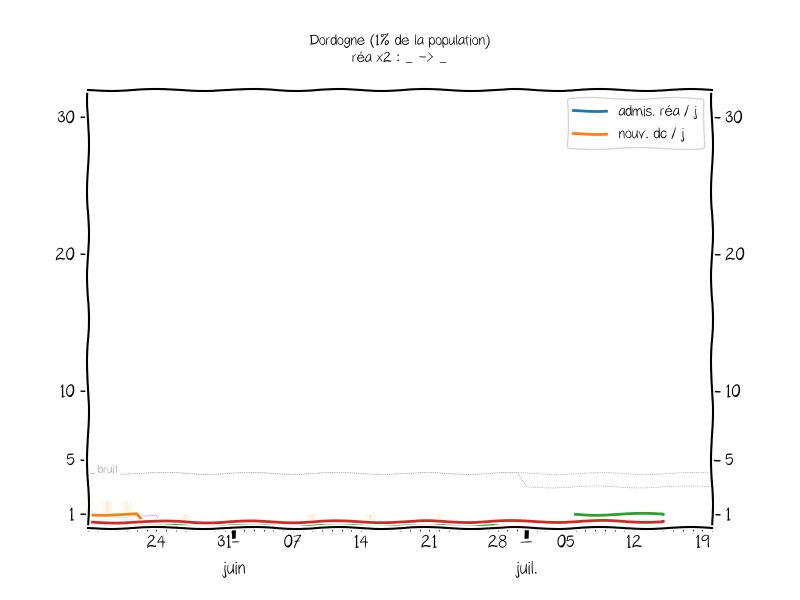 Dordogne (1% de la population)
réa x2 : _ -> _
admis. réa / j
nouv. dc / j
30
30
20
20
10
10
5
5
bruit
1
1
24
31
07
14
21
28
05
12
19
juin
juil.